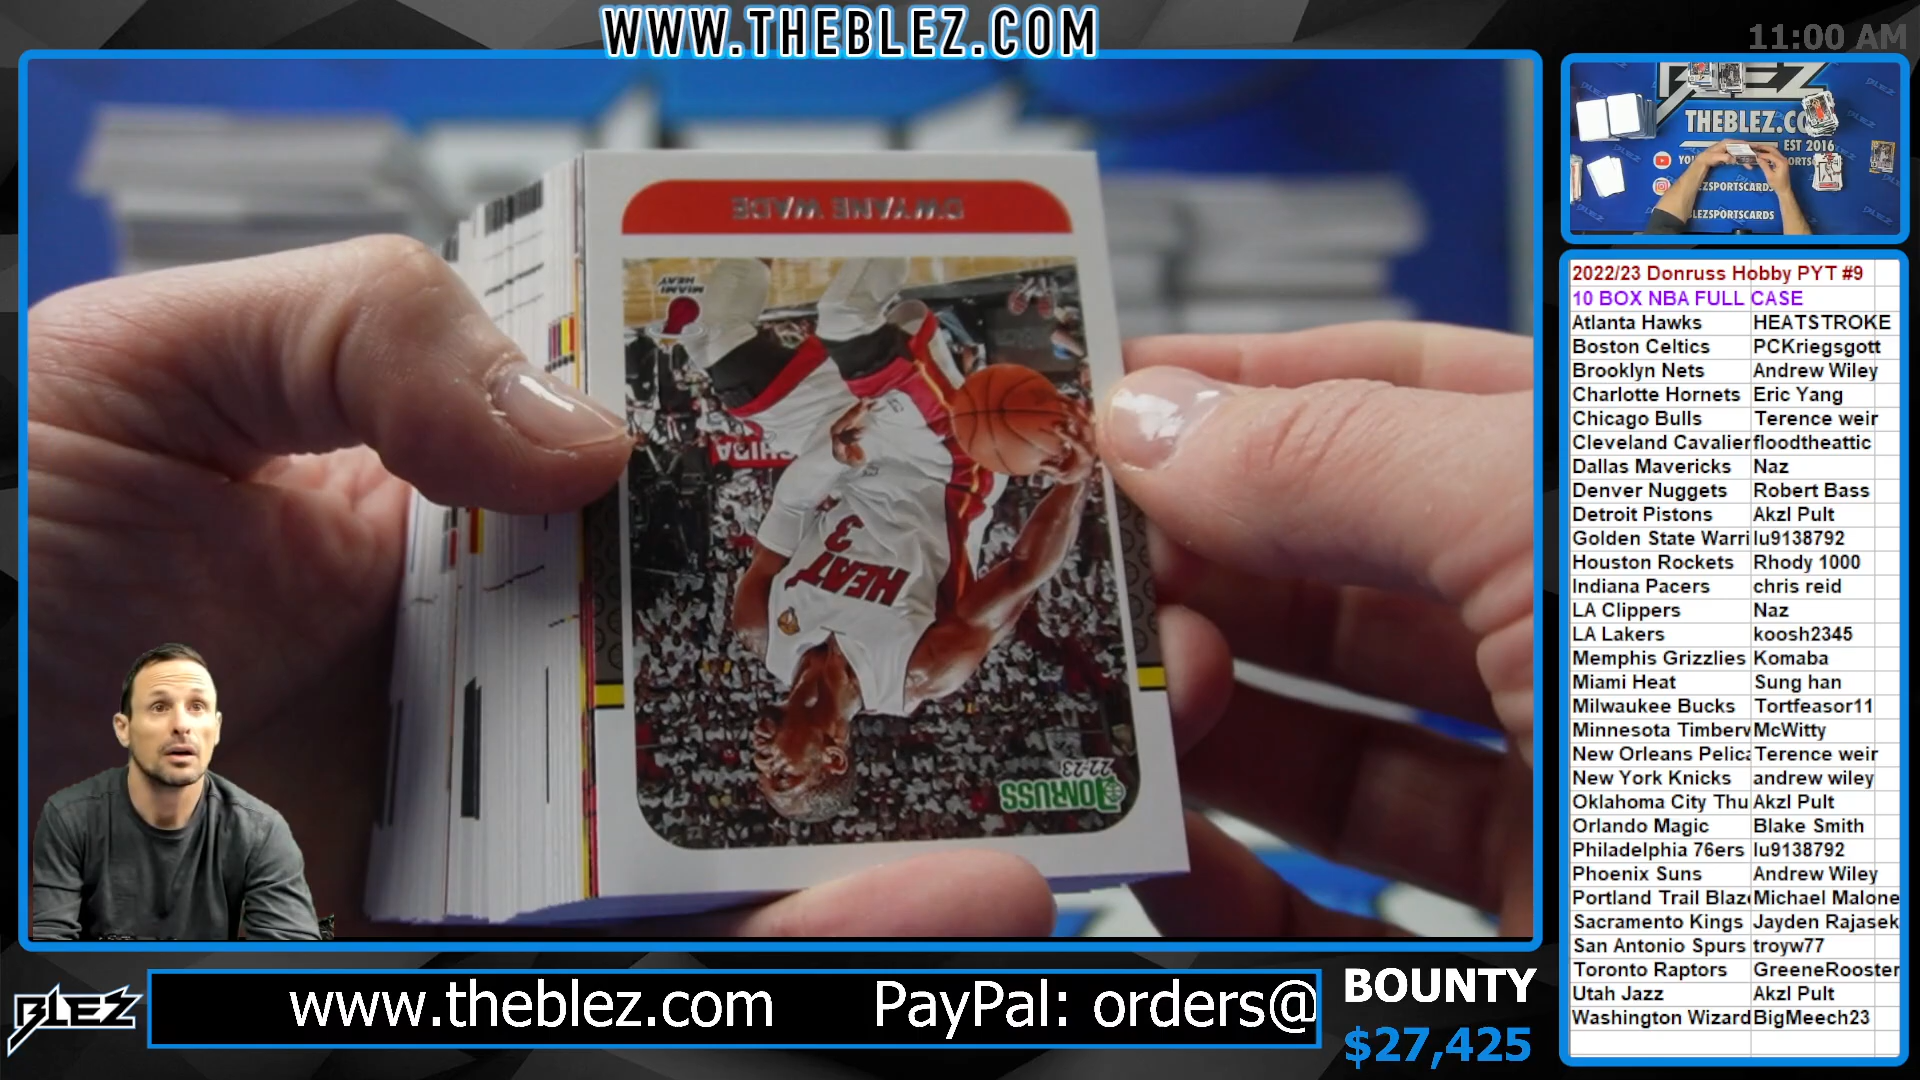 WWW.THEBLEZ.COM
11:00 AM
DWYANE WADE
MIAMI
HEAT
HEAT
3
DONRUSS
22-23
BLEZ
THEBLEZ.CO
EST 2016
LEZSPORTSCARDS
LEZSPORTSCARDS
2022/23 Donruss Hobby PYT #9
10 BOX NBA FULL CASE
Atlanta Hawks HEATSTROKE
Boston Celtics PCKriegsgott
Brooklyn Nets Andrew Wiley
Charlotte Hornets Eric Yang
Chicago Bulls Terence weir
Cleveland Cavalier floodtheattic
Dallas Mavericks Naz
Denver Nuggets Robert Bass
Detroit Pistons Akzl Pult
Golden State Warri lu9138792
Houston Rockets Rhody 1000
Indiana Pacers chris reid
LA Clippers Naz
LA Lakers koosh2345
Memphis Grizzlies Komaba
Miami Heat Sung han
Milwaukee Bucks Tortfeasor11
Minnesota Timberv McWitty
New Orleans Pelica Terence weir
New York Knicks andrew wiley
Oklahoma City Thu Akzl Pult
Orlando Magic Blake Smith
Philadelphia 76ers lu9138792
Phoenix Suns Andrew Wiley
Portland Trail Blaz Michael Malone
Sacramento Kings Jayden Rajasek
San Antonio Spurs troyw77
Toronto Raptors GreeneRooster
Utah Jazz Akzl Pult
Washington Wizard BigMeech23
BLEZ
www.theblez.com PayPal: orders@
BOUNTY
$27,425